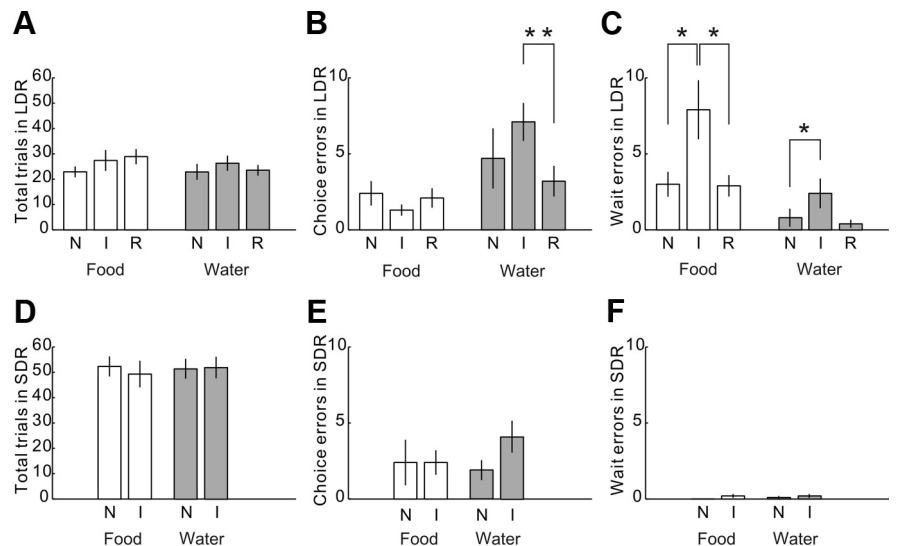 A
B
C
Total trials in LDR
60
50
40
30
20
10
0
N I R N I R
Food Water
Choice errors in LDR
10
5
0
* *
N I R N I R
Food Water
Wait errors in LDR
10
5
0
* *
*
N I R N I R
Food Water
D
E
F
Total trials in SDR
60
50
40
30
20
10
0
N I N I
Food Water
Choice errors in SDR
10
5
0
N I N I
Food Water
Wait errors in SDR
10
5
0
N I N I
Food Water